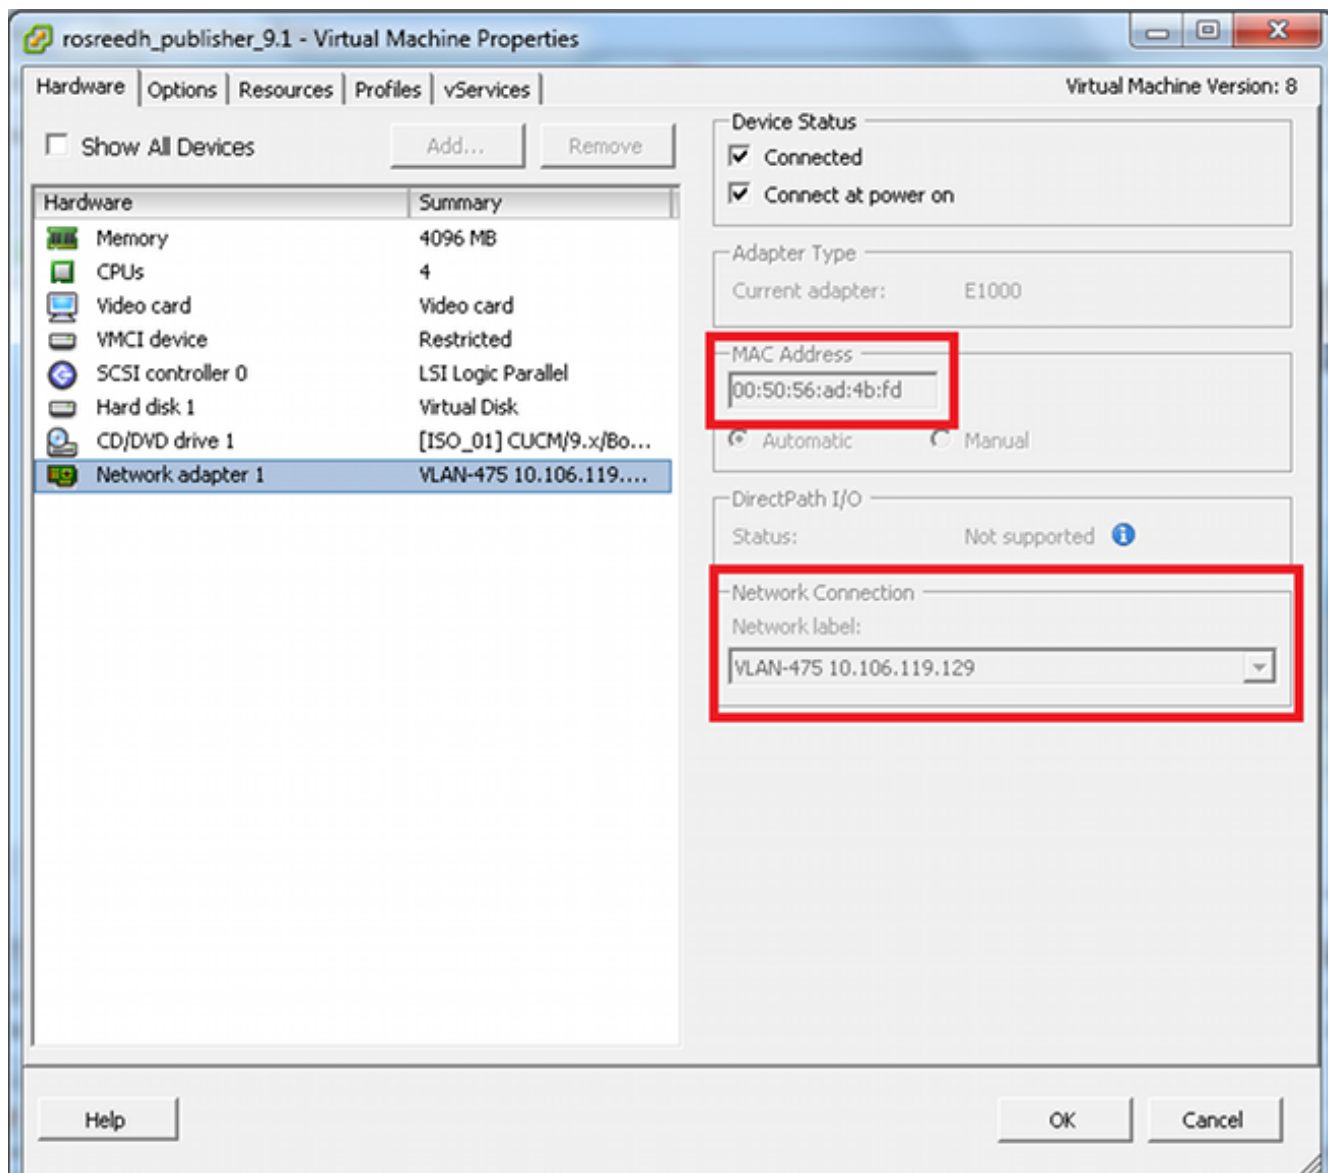 rosreedh_publisher_9.1 - Virtual Machine Properties
Hardware Options Resources Profiles vServices
Virtual Machine Version: 8
Show All Devices
Add...
Remove
Hardware Summary
Memory 4096 MB
CPUs 4
Video card Video card
VMCI device Restricted
SCSI controller 0 LSI Logic Parallel
Hard disk 1 Virtual Disk
CD/DVD drive 1 [ISO_01] CUCM/9.x/Bo...
Network adapter 1 VLAN-475 10.106.119....
Device Status
Connected
Connect at power on
Adapter Type
Current adapter: E1000
MAC Address
00:50:56:ad:4b:fd
Automatic Manual
DirectPath I/O
Status: Not supported
Network Connection
Network label:
VLAN-475 10.106.119.129
Help
OK
Cancel